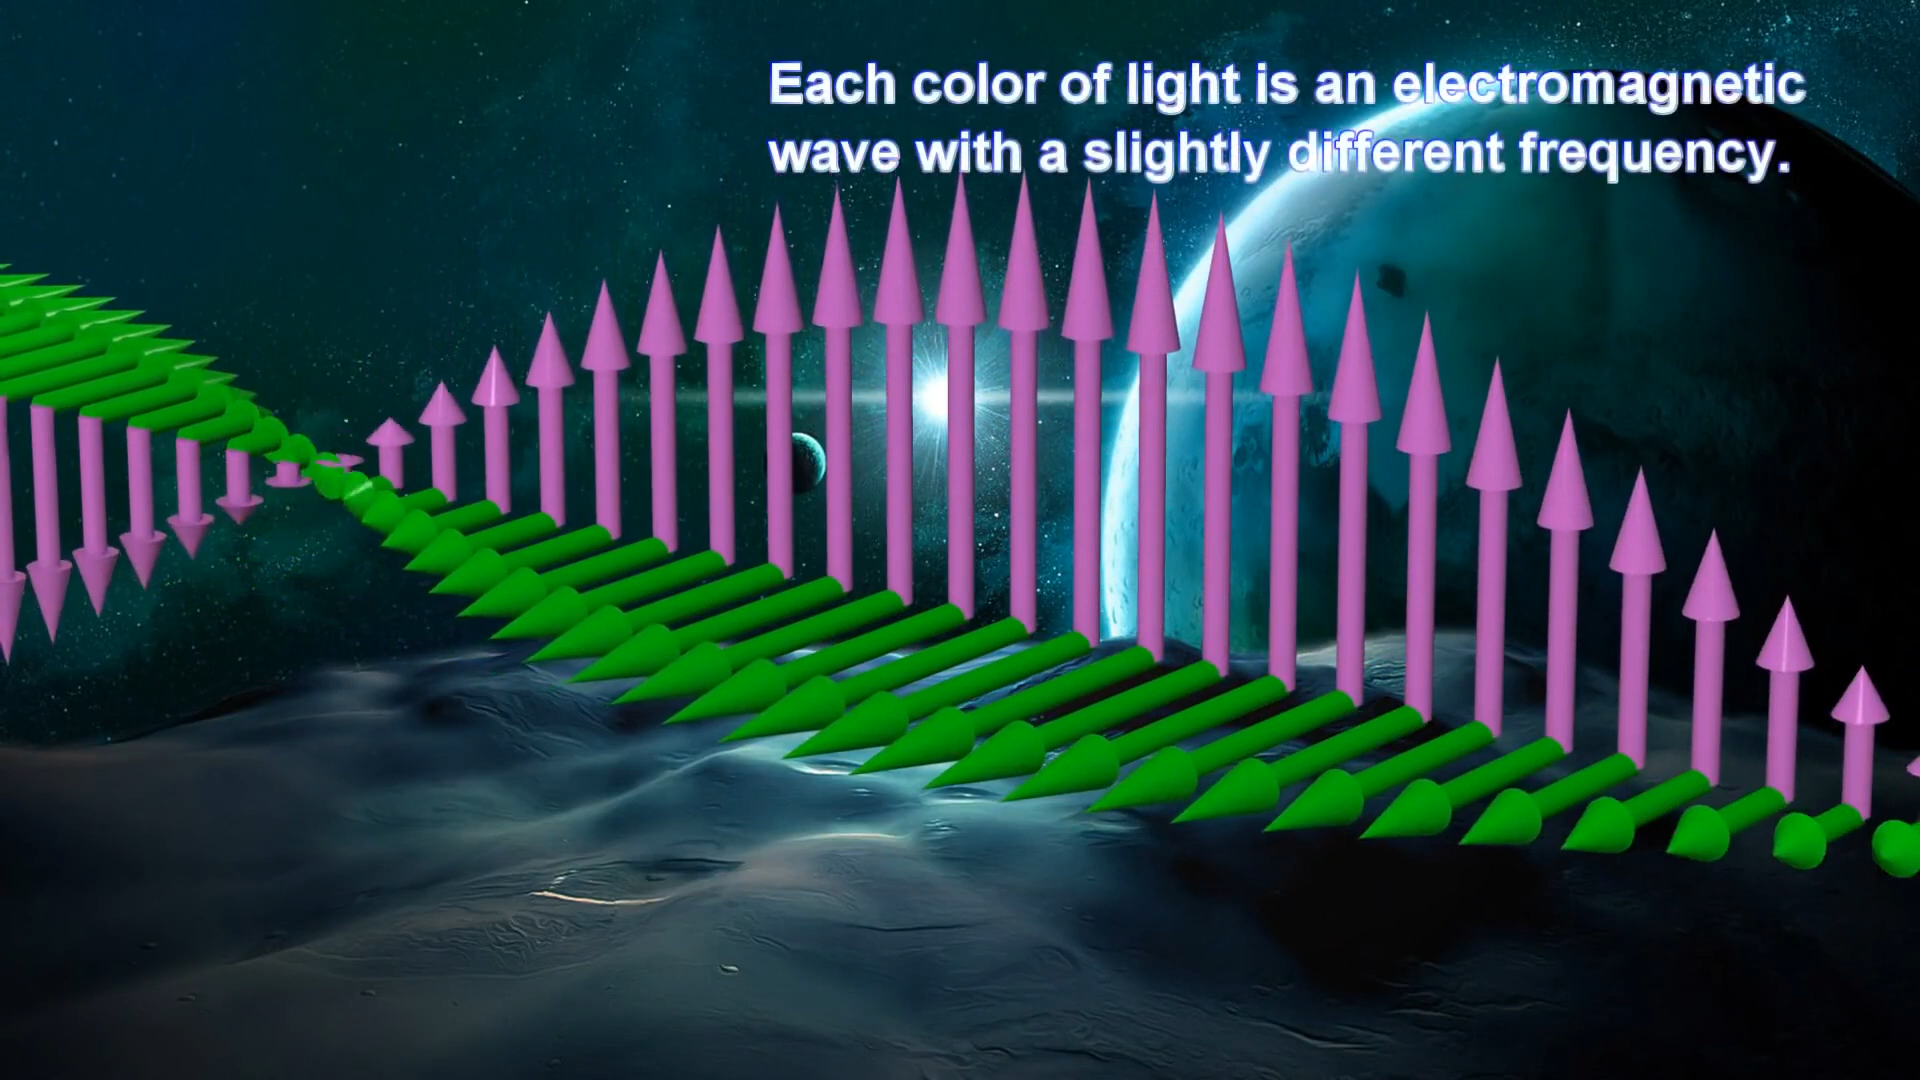 Each color of light is an electromagnetic
wave with a slightly different frequency.